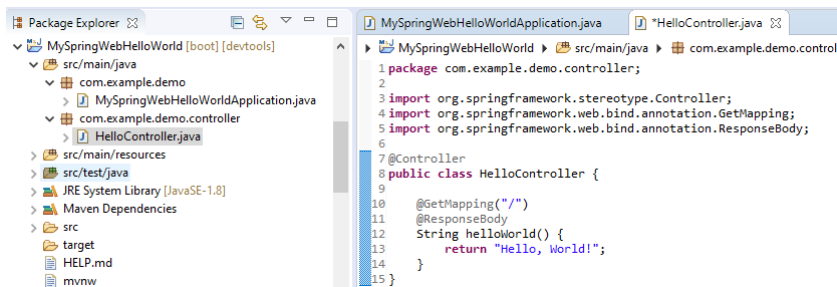 Package Explorer
MySpringWebHelloWorld [boot] [devtools]
src/main/java
com.example.demo
MySpringWebHelloWorldApplication.java
com.example.demo.controller
HelloController.java
src/main/resources
src/test/java
JRE System Library [JavaSE-1.8]
Maven Dependencies
src
target
HELP.md
mvnw
MySpringWebHelloWorldApplication.java
*HelloController.java
MySpringWebHelloWorld src/main/java com.example.demo.control
1 package com.example.demo.controller;
2
3 import org.springframework.stereotype.Controller;
4 import org.springframework.web.bind.annotation.GetMapping;
5 import org.springframework.web.bind.annotation.ResponseBody;
6
7 @Controller
8 public class HelloController {
9
10 @GetMapping("/")
11 @ResponseBody
12 String helloWorld() {
13 return "Hello, World!";
14 }
15 }